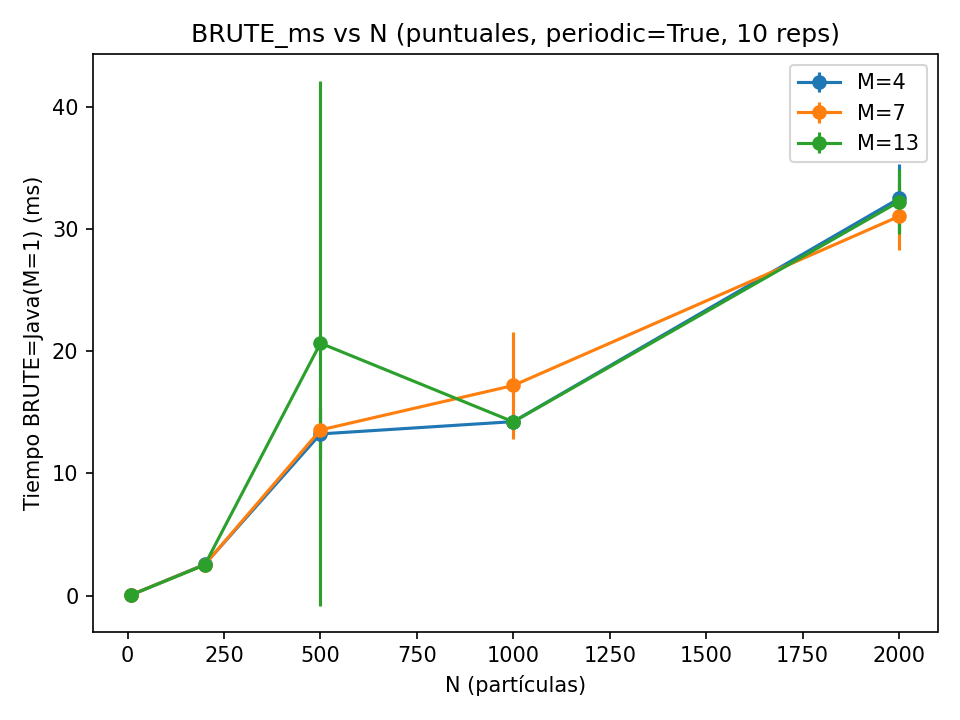 BRUTE_ms vs N (puntuales, periodic=True, 10 reps)
M=4
M=7
M=13
Tiempo BRUTE=Java(M=1) (ms)
40
30
20
10
0
0 250 500 750 1000 1250 1500 1750 2000
N (partículas)